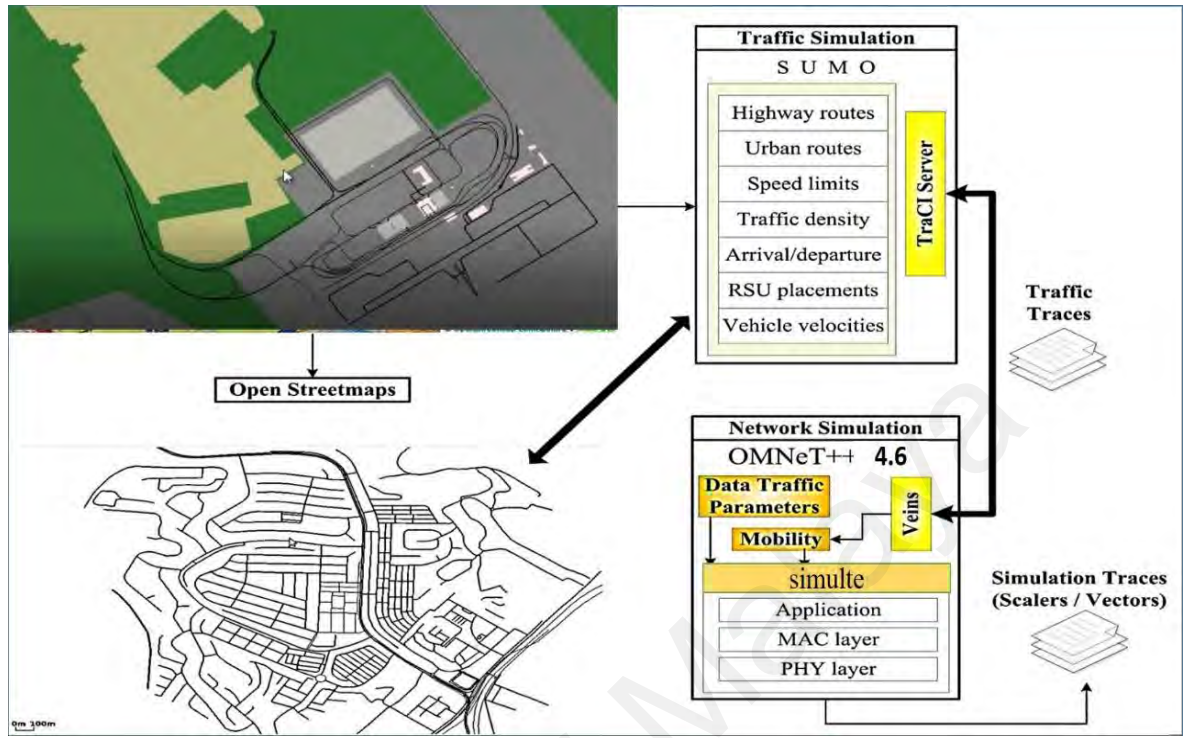 Traffic Simulation
S U M O
Highway routes
Urban routes
Speed limits
Traffic density
Arrival/departure
RSU placements
Vehicle velocities
TraCI Server
Open Streetmaps
Traffic
Traces
Network Simulation
OMNeT++ 4.6
Data Traffic
Parameters
Veins
Mobility
simulte
Application
MAC layer
PHY layer
Simulation Traces
(Scalers / Vectors)
0m 200m
Malaya